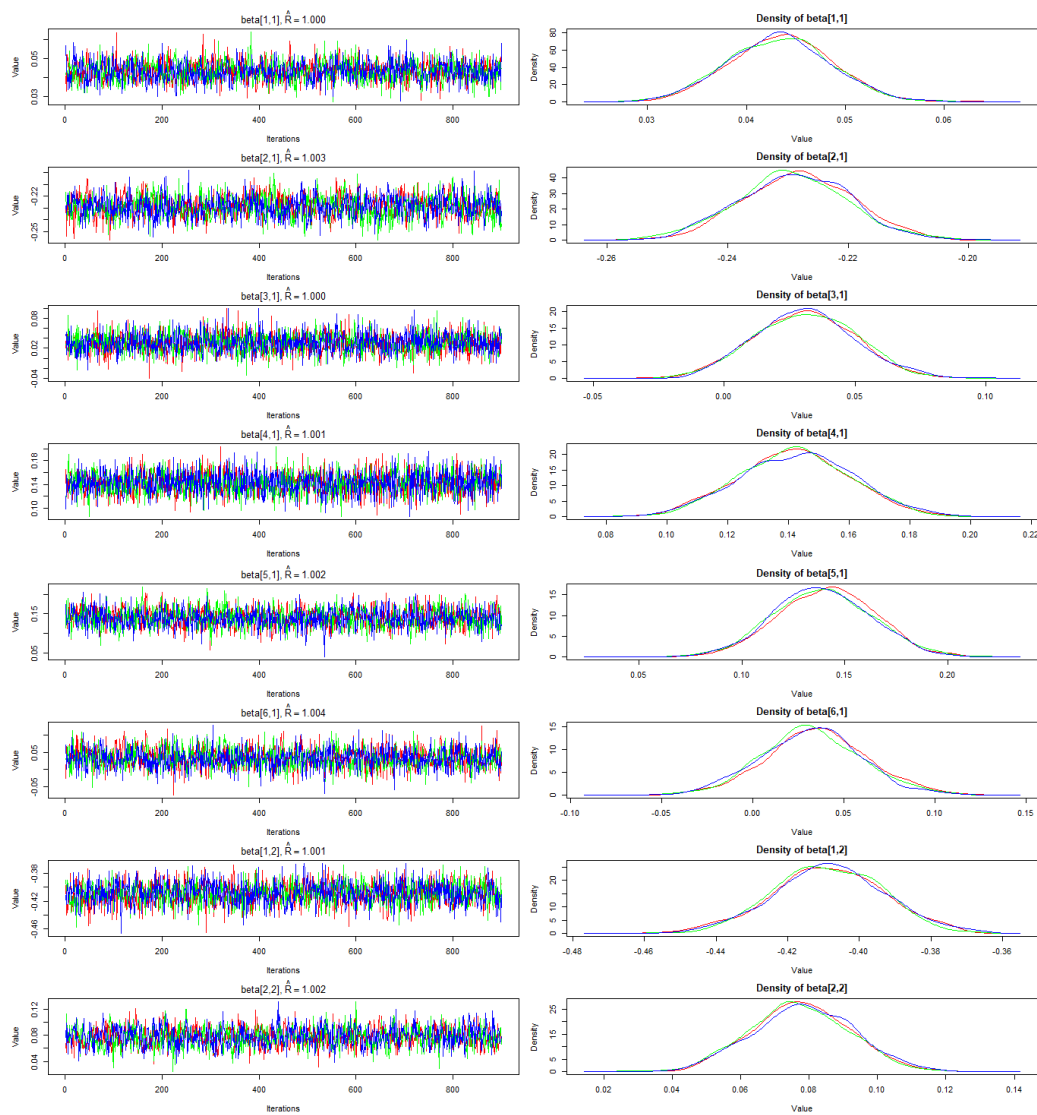 beta[1,1], R̂ = 1.000
Value
0.05
0.03
0 200 400 600 800
Iterations
Density of beta[1,1]
Density
80
60
40
20
0
0.03 0.04 0.05 0.06
Value
beta[2,1], R̂ = 1.003
Value
-0.22
-0.25
0 200 400 600 800
Iterations
Density of beta[2,1]
Density
40
30
20
10
0
-0.26 -0.24 -0.22 -0.20
Value
beta[3,1], R̂ = 1.000
Value
0.08
0.02
-0.04
0 200 400 600 800
Iterations
Density of beta[3,1]
Density
20
15
10
5
0
-0.05 0.00 0.05 0.10
Value
beta[4,1], R̂ = 1.001
Value
0.18
0.14
0.10
0 200 400 600 800
Iterations
Density of beta[4,1]
Density
20
15
10
5
0
0.08 0.10 0.12 0.14 0.16 0.18 0.20 0.22
Value
beta[5,1], R̂ = 1.002
Value
0.15
0.05
0 200 400 600 800
Iterations
Density of beta[5,1]
Density
15
10
5
0
0.05 0.10 0.15 0.20
Value
beta[6,1], R̂ = 1.004
Value
0.05
-0.05
0 200 400 600 800
Iterations
Density of beta[6,1]
Density
15
10
5
0
-0.10 -0.05 0.00 0.05 0.10 0.15
Value
beta[1,2], R̂ = 1.001
Value
-0.38
-0.42
-0.46
0 200 400 600 800
Iterations
Density of beta[1,2]
Density
20
15
10
5
0
-0.48 -0.46 -0.44 -0.42 -0.40 -0.38 -0.36
Value
beta[2,2], R̂ = 1.002
Value
0.12
0.08
0.04
0 200 400 600 800
Iterations
Density of beta[2,2]
Density
25
15
10
5
0
0.02 0.04 0.06 0.08 0.10 0.12 0.14
Value